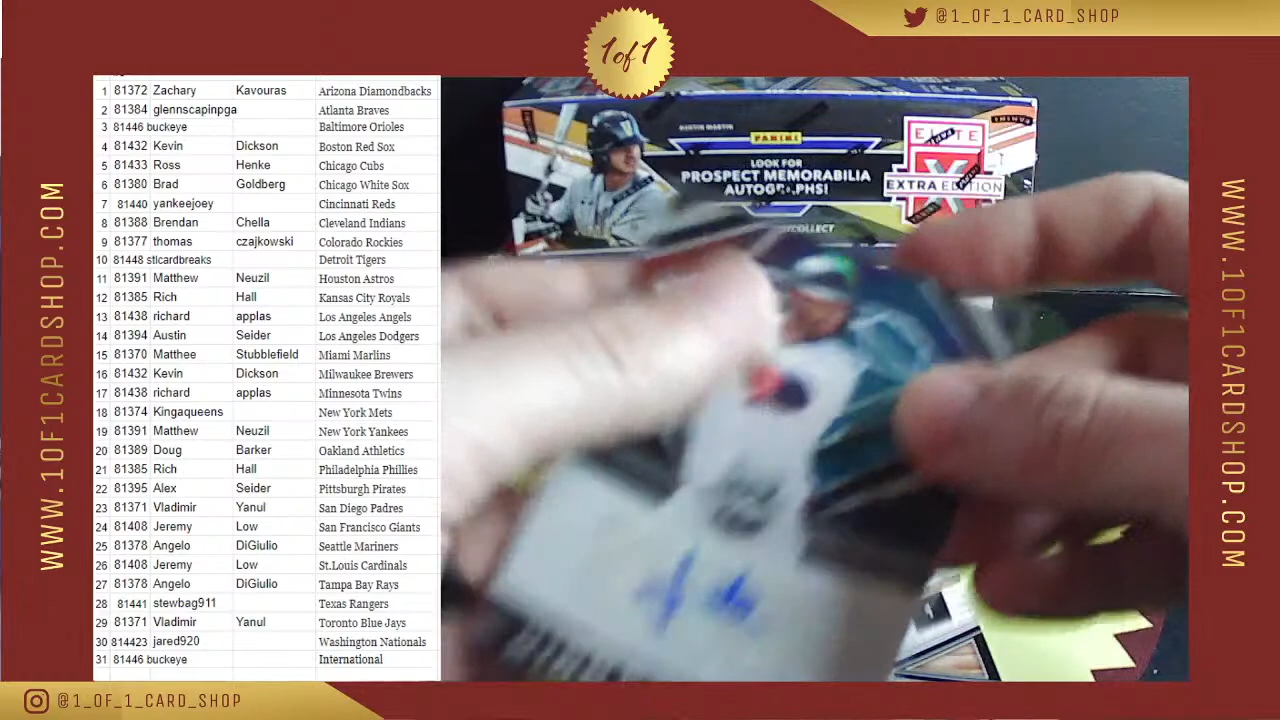 @1_OF_1_CARD_SHOP
1of1
1 81372 Zachary Kavouras Arizona Diamondbacks
2 81384 glennscapinpga Atlanta Braves
3 81446 buckeye Baltimore Orioles
4 81432 Kevin Dickson Boston Red Sox
5 81433 Ross Henke Chicago Cubs
6 81380 Brad Goldberg Chicago White Sox
7 81440 yankeejoey Cincinnati Reds
8 81388 Brendan Chella Cleveland Indians
9 81377 thomas czajkowski Colorado Rockies
10 81448 stlcardbreaks Detroit Tigers
11 81391 Matthew Neuzil Houston Astros
12 81385 Rich Hall Kansas City Royals
13 81438 richard applas Los Angeles Angels
14 81394 Austin Seider Los Angeles Dodgers
15 81370 Matthee Stubblefield Miami Marlins
16 81432 Kevin Dickson Milwaukee Brewers
17 81438 richard applas Minnesota Twins
18 81374 Kingaqueens New York Mets
19 81391 Matthew Neuzil New York Yankees
20 81389 Doug Barker Oakland Athletics
21 81385 Rich Hall Philadelphia Phillies
22 81395 Alex Seider Pittsburgh Pirates
23 81371 Vladimir Yanul San Diego Padres
24 81408 Jeremy Low San Francisco Giants
25 81378 Angelo DiGiulio Seattle Mariners
26 81408 Jeremy Low St.Louis Cardinals
27 81378 Angelo DiGiulio Tampa Bay Rays
28 81441 stewbag911 Texas Rangers
29 81371 Vladimir Yanul Toronto Blue Jays
30 814423 jared920 Washington Nationals
31 81446 buckeye International
AUSTIN MARTIN
PANINI
LOOK FOR
PROSPECT MEMORABILIA
AUTOGRAPHS!
ELITE
EXTRA EDITION
WWW.1OF1CARDSHOP.COM
WWW.1OF1CARDSHOP.COM
@1_OF_1_CARD_SHOP